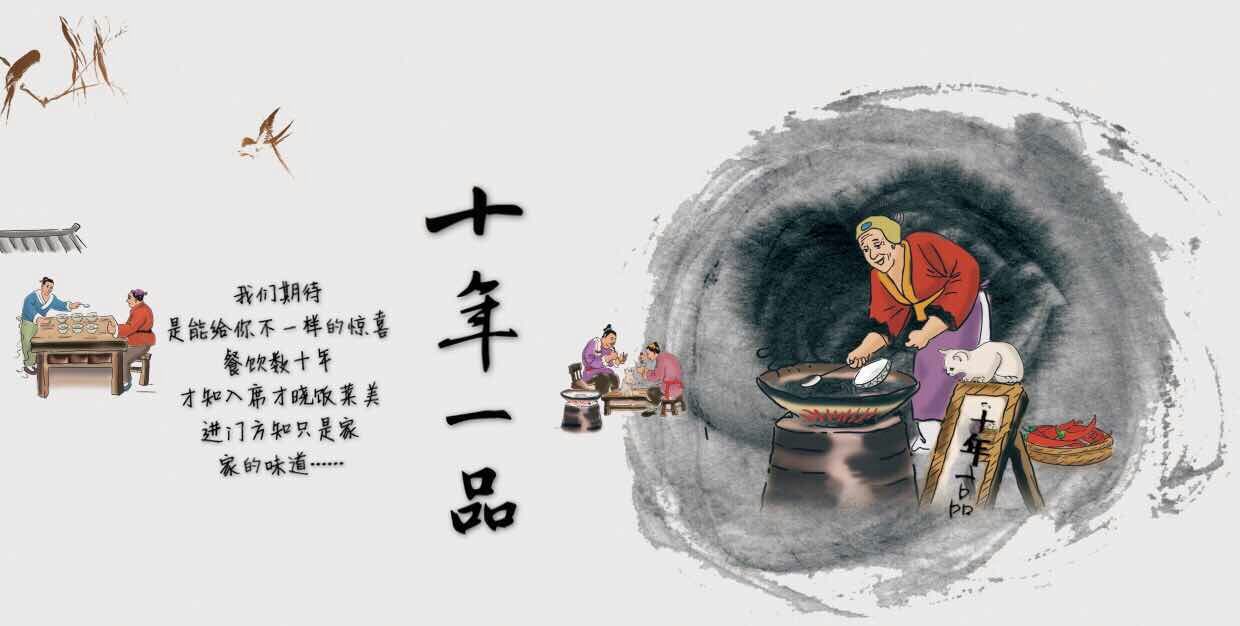 我们期待
是能给你不一样的惊喜
餐饮数十年
才知入席才晓饭菜美
进门方知只是家
家的味道……
十年一品
十年一品